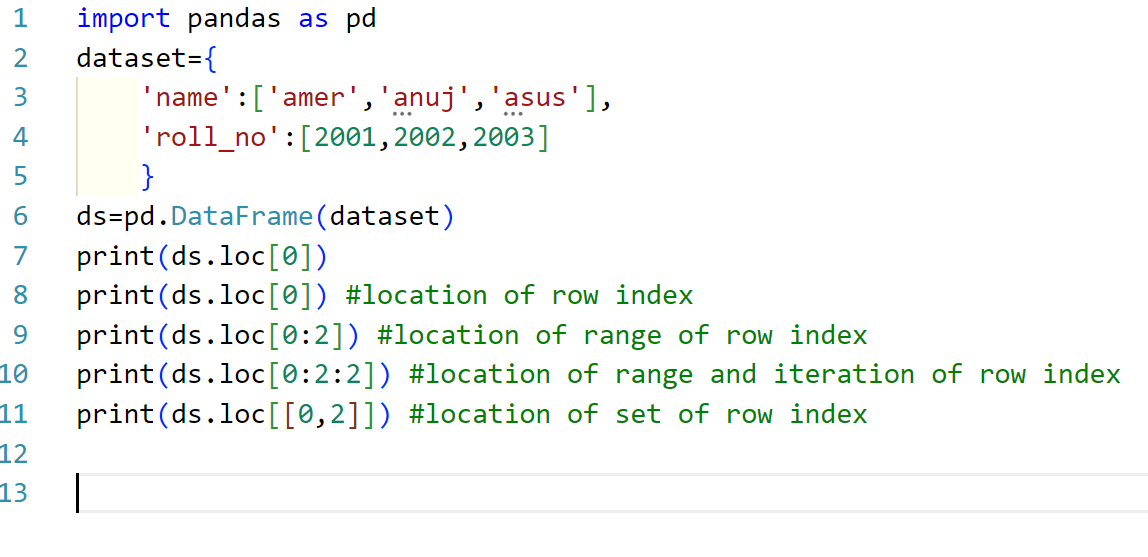 1 import pandas as pd
2 dataset={
3     'name':['amer','anuj','asus'],
4     'roll_no':[2001,2002,2003]
5     }
6 ds=pd.DataFrame(dataset)
7 print(ds.loc[0])
8 print(ds.loc[0]) #location of row index
9 print(ds.loc[0:2]) #location of range of row index
10 print(ds.loc[0:2:2]) #location of range and iteration of row index
11 print(ds.loc[[0,2]]) #location of set of row index
12
13